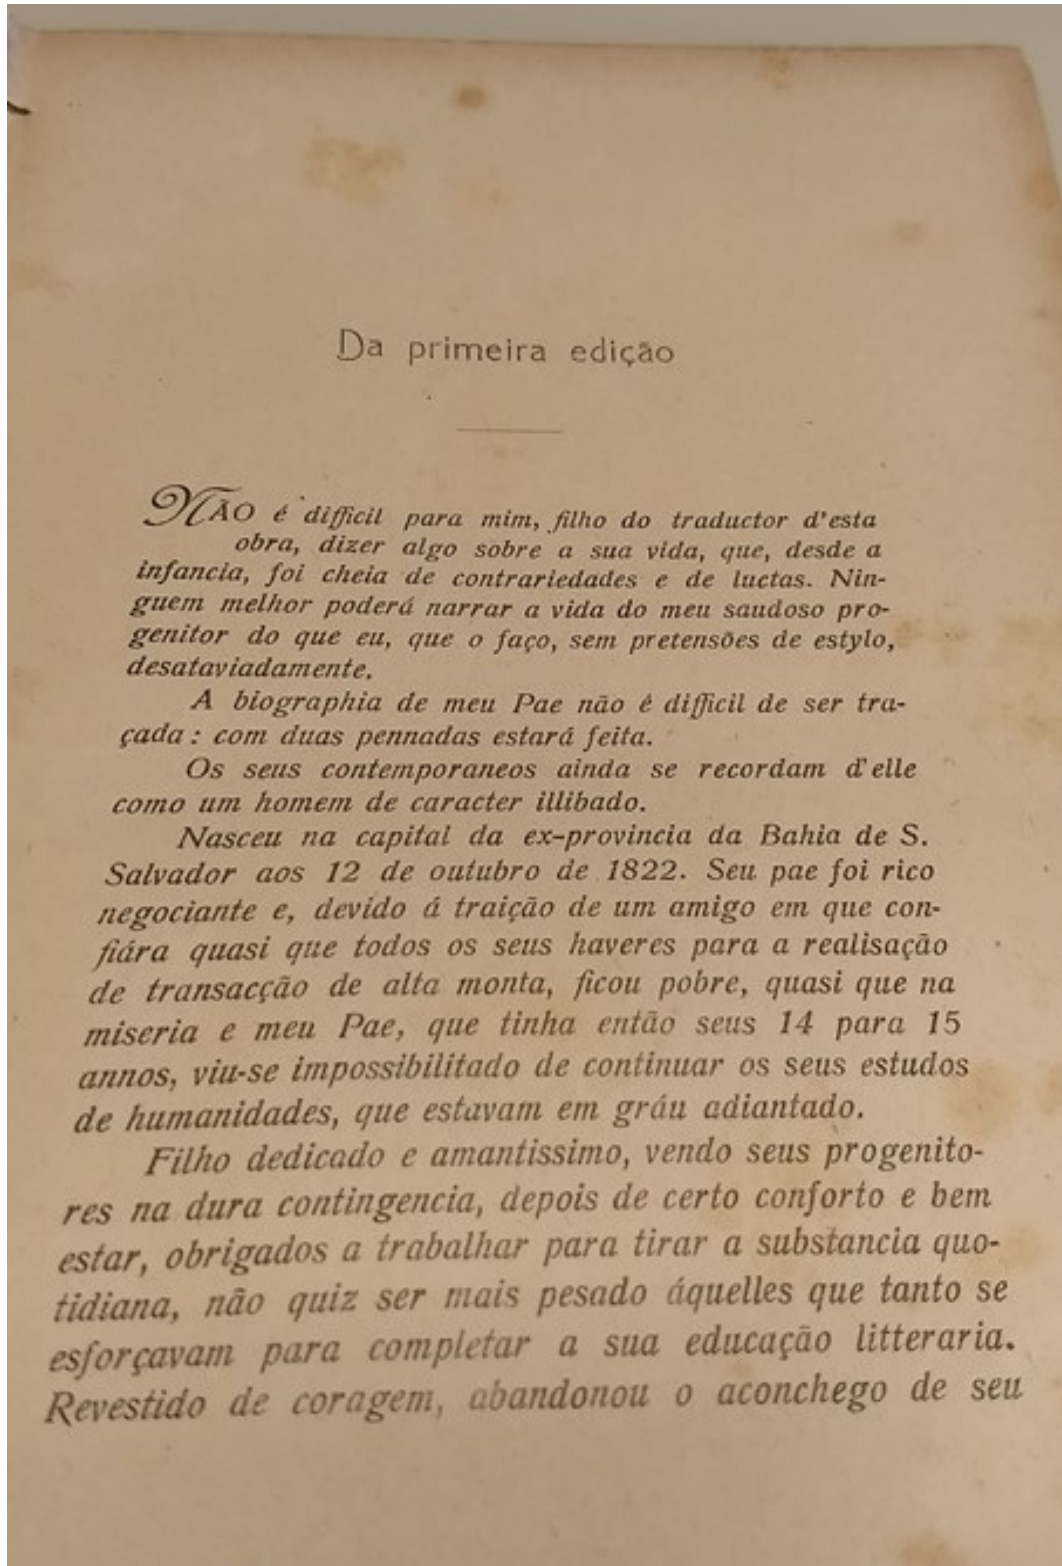 Da primeira edição
NÃO é difficil para mim, filho do traductor d'esta
obra, dizer algo sobre a sua vida, que, desde a
infancia, foi cheia de contrariedades e de luctas. Nin-
guem melhor poderá narrar a vida do meu saudoso pro-
genitor do que eu, que o faço, sem pretensões de estylo,
desataviadamente.
A biographia de meu Pae não é difficil de ser tra-
çada : com duas pennadas estará feita.
Os seus contemporaneos ainda se recordam d'elle
como um homem de caracter illibado.
Nasceu na capital da ex-provincia da Bahia de S.
Salvador aos 12 de outubro de 1822. Seu pae foi rico
negociante e, devido á traição de um amigo em que con-
fiára quasi que todos os seus haveres para a realisação
de transacção de alta monta, ficou pobre, quasi que na
miseria e meu Pae, que tinha então seus 14 para 15
annos, viu-se impossibilitado de continuar os seus estudos
de humanidades, que estavam em gráu adiantado.
Filho dedicado e amantissimo, vendo seus progenito-
res na dura contingencia, depois de certo conforto e bem
estar, obrigados a trabalhar para tirar a substancia quo-
tidiana, não quiz ser mais pesado áquelles que tanto se
esforçavam para completar a sua educação litteraria.
Revestido de coragem, abandonou o aconchego de seu